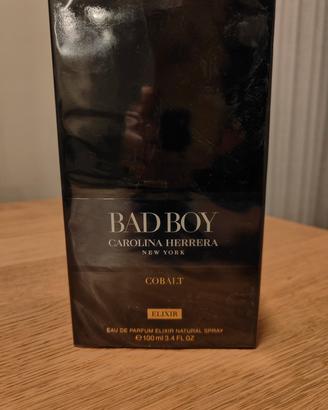 BAD BOY
CAROLINA HERRERA
NEW YORK
COBALT
ELIXIR
EAU DE PARFUM ELIXIR NATURAL SPRAY
℮ 100 ml 3.4 FL OZ